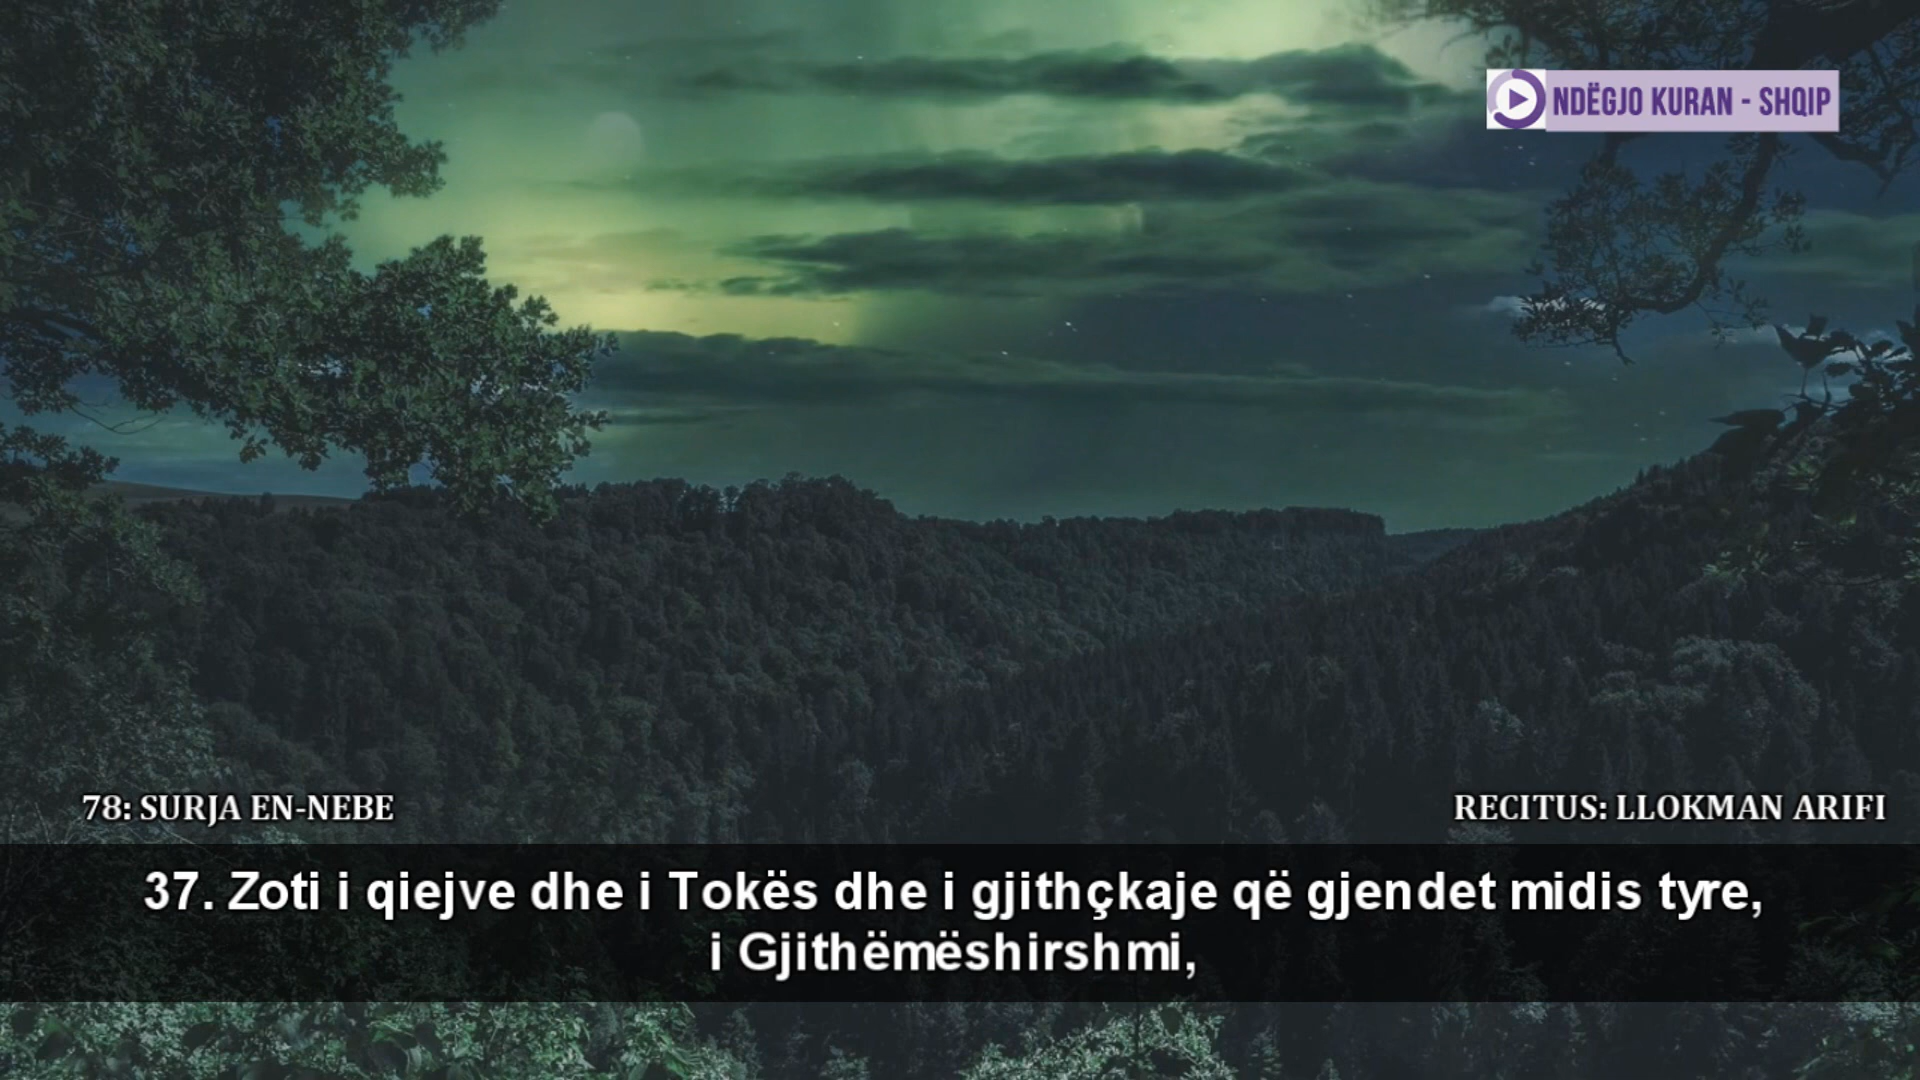 NDËGJO KURAN - SHQIP
78: SURJA EN-NEBE
RECITUS: LLOKMAN ARIFI
37. Zoti i qiejve dhe i Tokës dhe i gjithçkaje që gjendet midis tyre,
i Gjithëmëshirshmi,